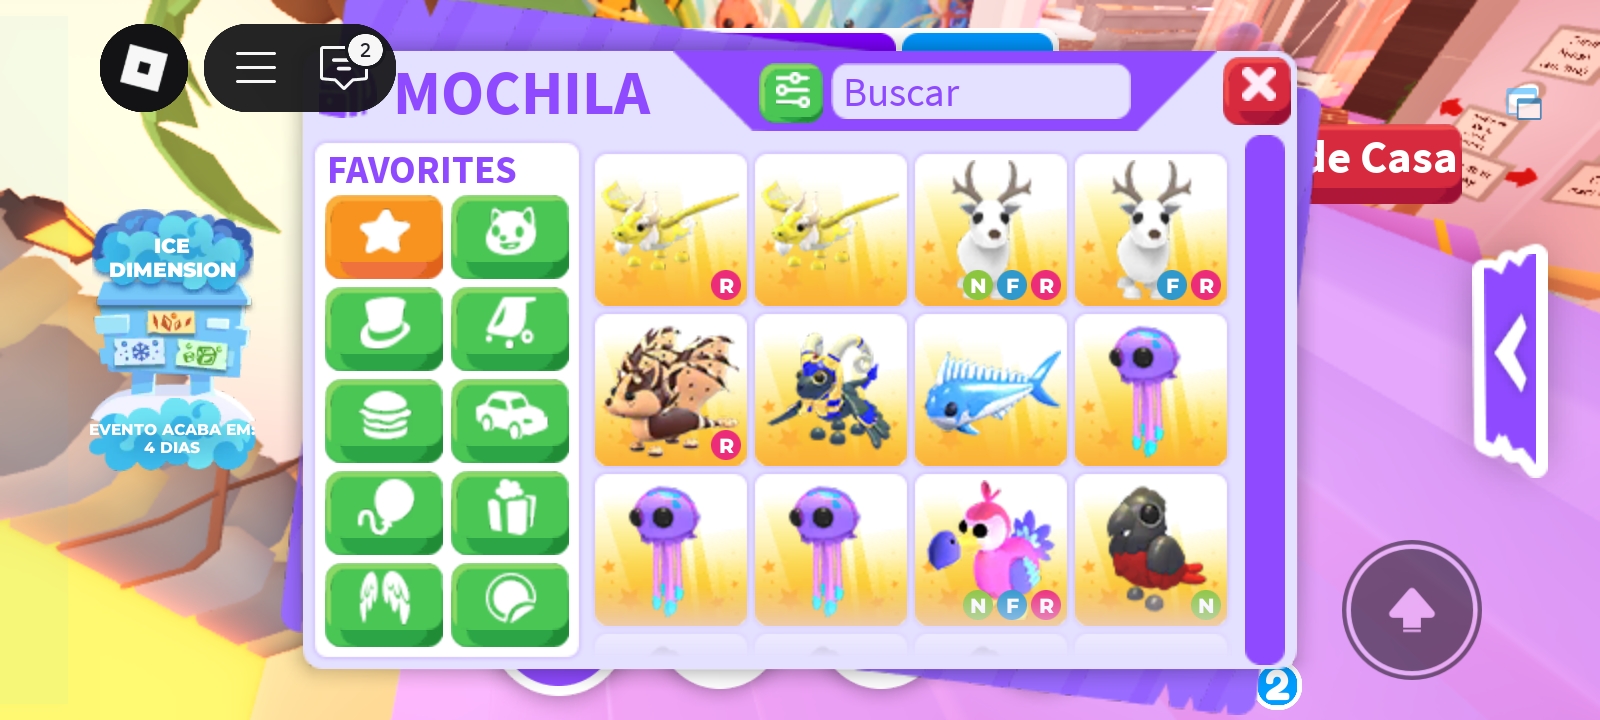 2
MOCHILA
Buscar
FAVORITES
de Casa
ICE
DIMENSION
EVENTO ACABA EM:
4 DIAS
R
N F R
F R
R
N F R
N
2